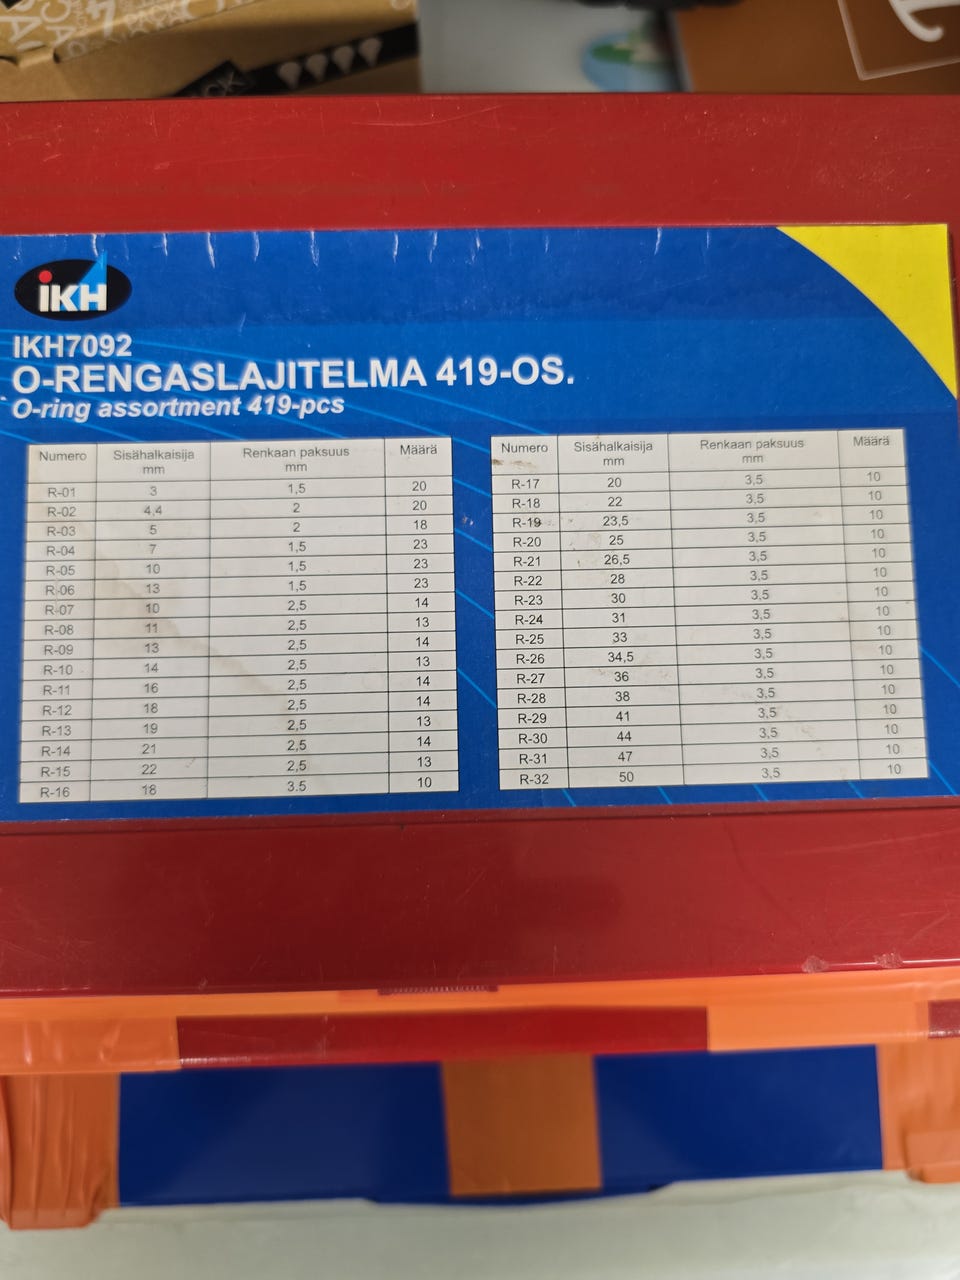 CK
iKH
IKH7092
O-RENGASLAJITELMA 419-OS.
O-ring assortment 419-pcs
Numero Sisähalkaisija mm Renkaan paksuus mm Määrä
R-01 3 1,5 20
R-02 4,4 2 20
R-03 5 2 18
R-04 7 1,5 23
R-05 10 1,5 23
R-06 13 1,5 23
R-07 10 2,5 14
R-08 11 2,5 13
R-09 13 2,5 14
R-10 14 2,5 13
R-11 16 2,5 14
R-12 18 2,5 14
R-13 19 2,5 13
R-14 21 2,5 14
R-15 22 2,5 13
R-16 18 3.5 10
Numero Sisähalkaisija mm Renkaan paksuus mm Määrä
R-17 20 3,5 10
R-18 22 3,5 10
R-19 23,5 3,5 10
R-20 25 3,5 10
R-21 26,5 3,5 10
R-22 28 3,5 10
R-23 30 3,5 10
R-24 31 3,5 10
R-25 33 3,5 10
R-26 34,5 3,5 10
R-27 36 3,5 10
R-28 38 3,5 10
R-29 41 3,5 10
R-30 44 3,5 10
R-31 47 3,5 10
R-32 50 3,5 10